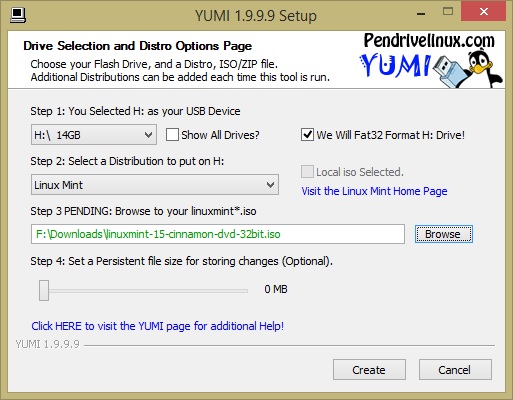 YUMI 1.9.9.9 Setup
Drive Selection and Distro Options Page
Choose your Flash Drive, and a Distro, ISO/ZIP file.
Additional Distributions can be added each time this tool is run.
Pendrivelinux.com
YUMI
Step 1: You Selected H: as your USB Device
H:\ 14GB
Show All Drives?
We Will Fat32 Format H: Drive!
Step 2: Select a Distribution to put on H:
Local iso Selected.
Linux Mint
Visit the Linux Mint Home Page
Step 3 PENDING: Browse to your linuxmint*.iso
F:\Downloads\linuxmint-15-cinnamon-dvd-32bit.iso
Browse
Step 4: Set a Persistent file size for storing changes (Optional).
0 MB
Click HERE to visit the YUMI page for additional Help!
YUMI 1.9.9.9
Create
Cancel